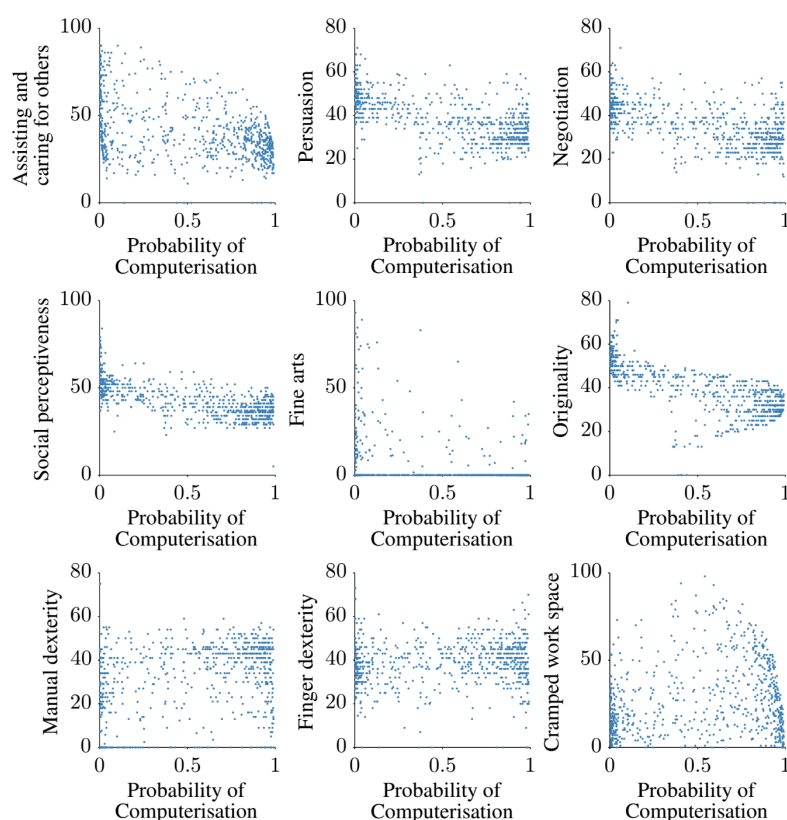 100
50
0
0
0.5
1
Assisting and
caring for others
Probability of
Computerisation
80
60
40
20
0
0
0.5
1
Persuasion
Probability of
Computerisation
80
60
40
20
0
0
0.5
1
Negotiation
Probability of
Computerisation
100
50
0
0
0.5
1
Social perceptiveness
Probability of
Computerisation
100
50
0
0
0.5
1
Fine arts
Probability of
Computerisation
80
60
40
20
0
0
0.5
1
Originality
Probability of
Computerisation
80
60
40
20
0
0
0.5
1
Manual dexterity
Probability of
Computerisation
80
60
40
20
0
0
0.5
1
Finger dexterity
Probability of
Computerisation
100
50
0
0
0.5
1
Cramped work space
Probability of
Computerisation